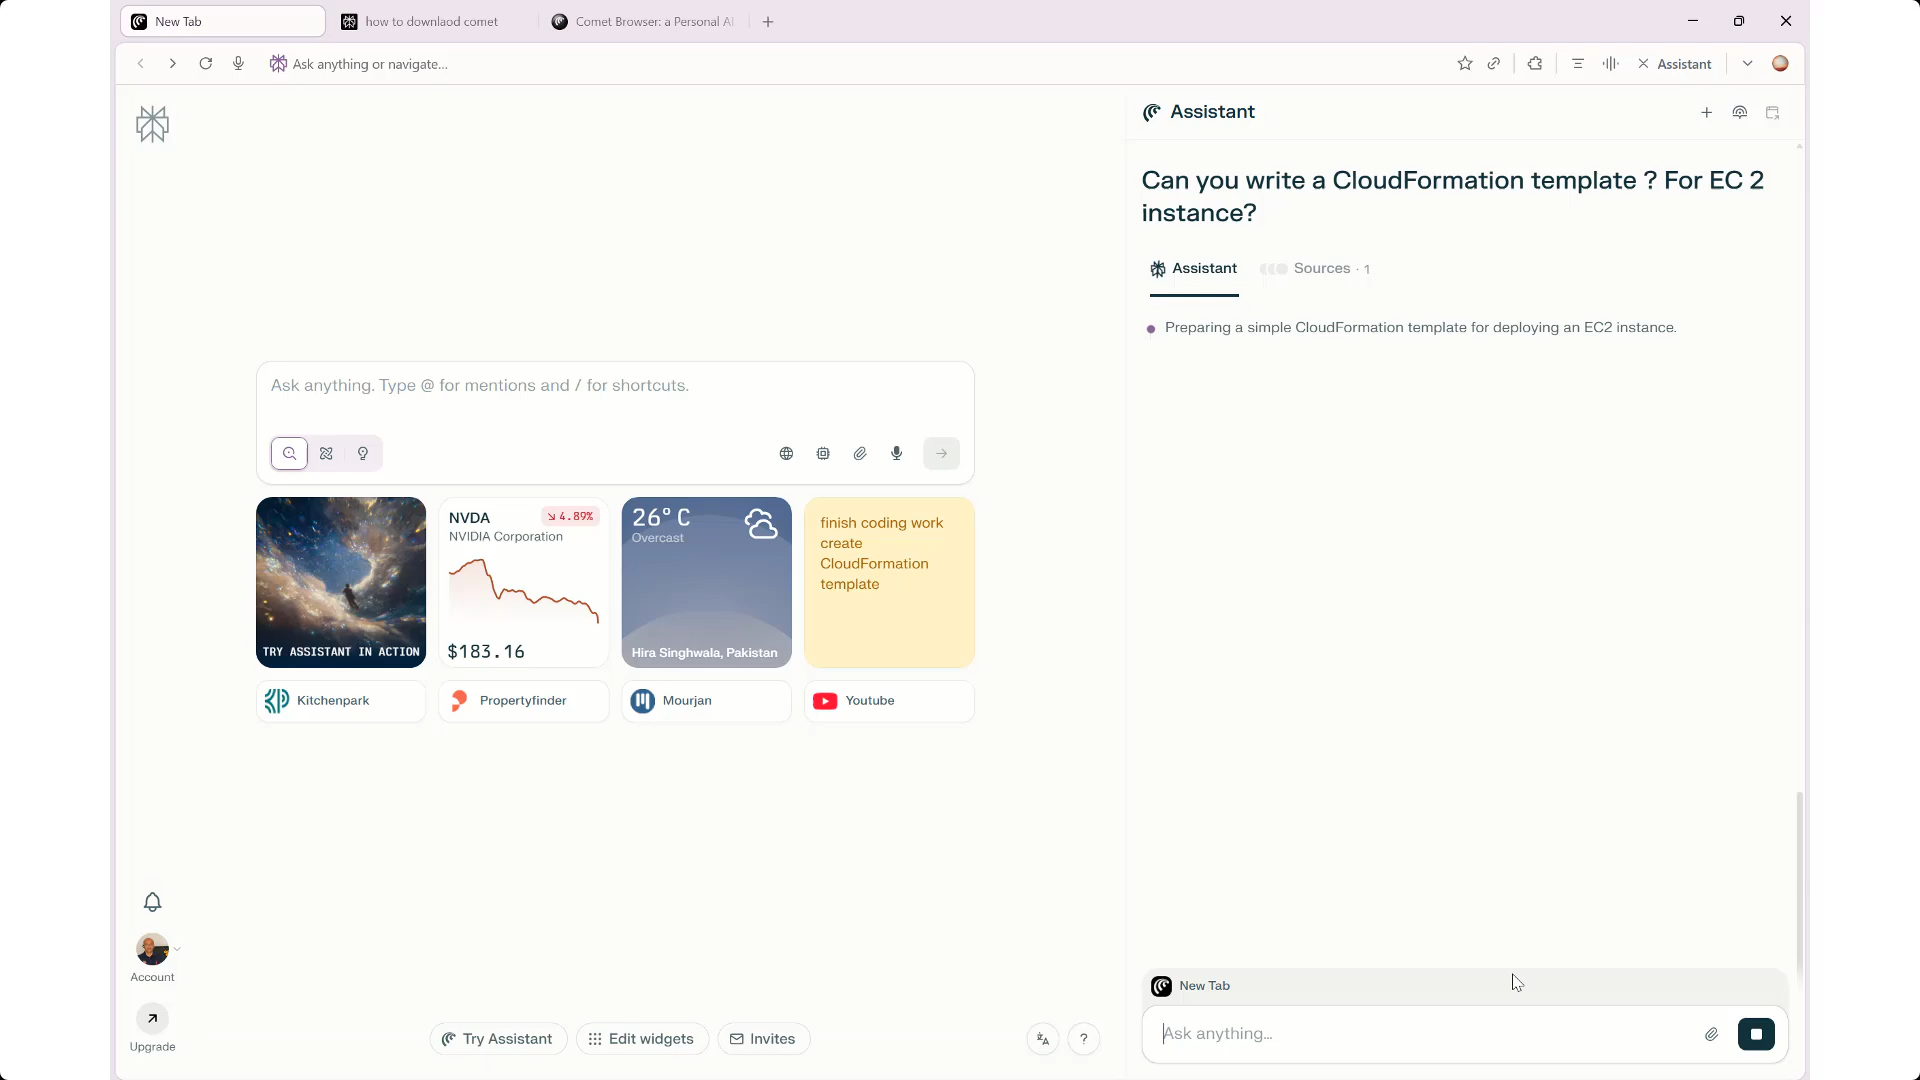 New Tab
how to downlaod comet
Comet Browser: a Personal AI
Ask anything or navigate...
Assistant
Assistant
Can you write a CloudFormation template ? For EC 2
instance?
Assistant
Sources · 1
Preparing a simple CloudFormation template for deploying an EC2 instance.
Ask anything. Type @ for mentions and / for shortcuts.
TRY ASSISTANT IN ACTION
NVDA
4.89%
NVIDIA Corporation
$183.16
26° C
Overcast
Hira Singhwala, Pakistan
finish coding work
create
CloudFormation
template
Kitchenpark
Propertyfinder
Mourjan
Youtube
Account
Upgrade
Try Assistant
Edit widgets
Invites
?
New Tab
Ask anything...